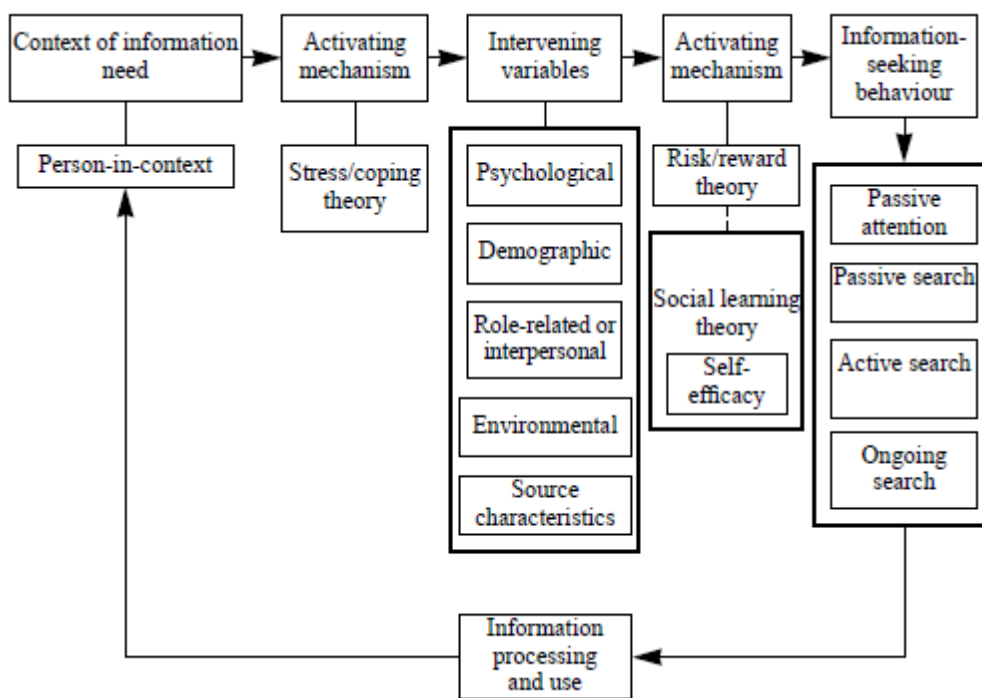 Context of information
need
Activating
mechanism
Intervening
variables
Activating
mechanism
Information-
seeking
behaviour
Person-in-context
Stress/coping
theory
Psychological
Demographic
Role-related or
interpersonal
Environmental
Source
characteristics
Risk/reward
theory
Social learning
theory
Self-
efficacy
Passive
attention
Passive search
Active search
Ongoing
search
Information
processing
and use